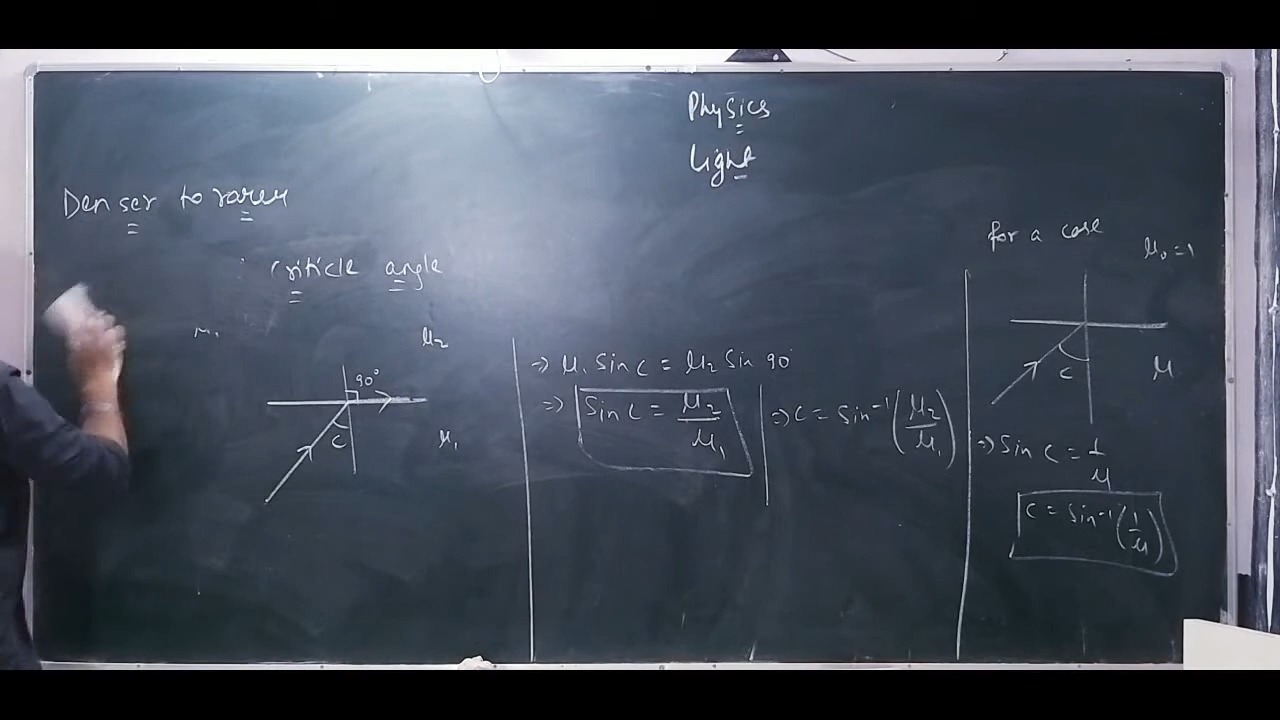 Physics
Light
Denser to rarer
criticle angle
μ₁
μ₂
90°
C
μ₁
⇒ μ₁ Sin C = μ₂ Sin 90°
⇒ Sin C = μ₂/μ₁
⇒ C = Sin⁻¹(μ₂/μ₁)
for a case
μ₀ = 1
C
μ
⇒ Sin C = 1/μ
C = Sin⁻¹(1/μ)